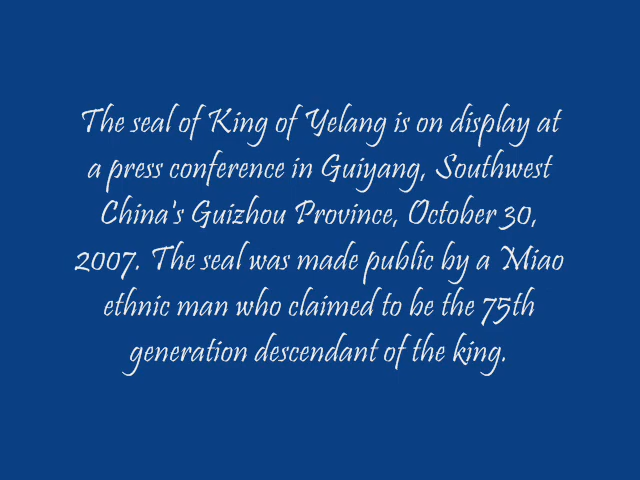 The seal of King of Yelang is on display at
a press conference in Guiyang, Southwest
China's Guizhou Province, October 30,
2007. The seal was made public by a Miao
ethnic man who claimed to be the 75th
generation descendant of the king.